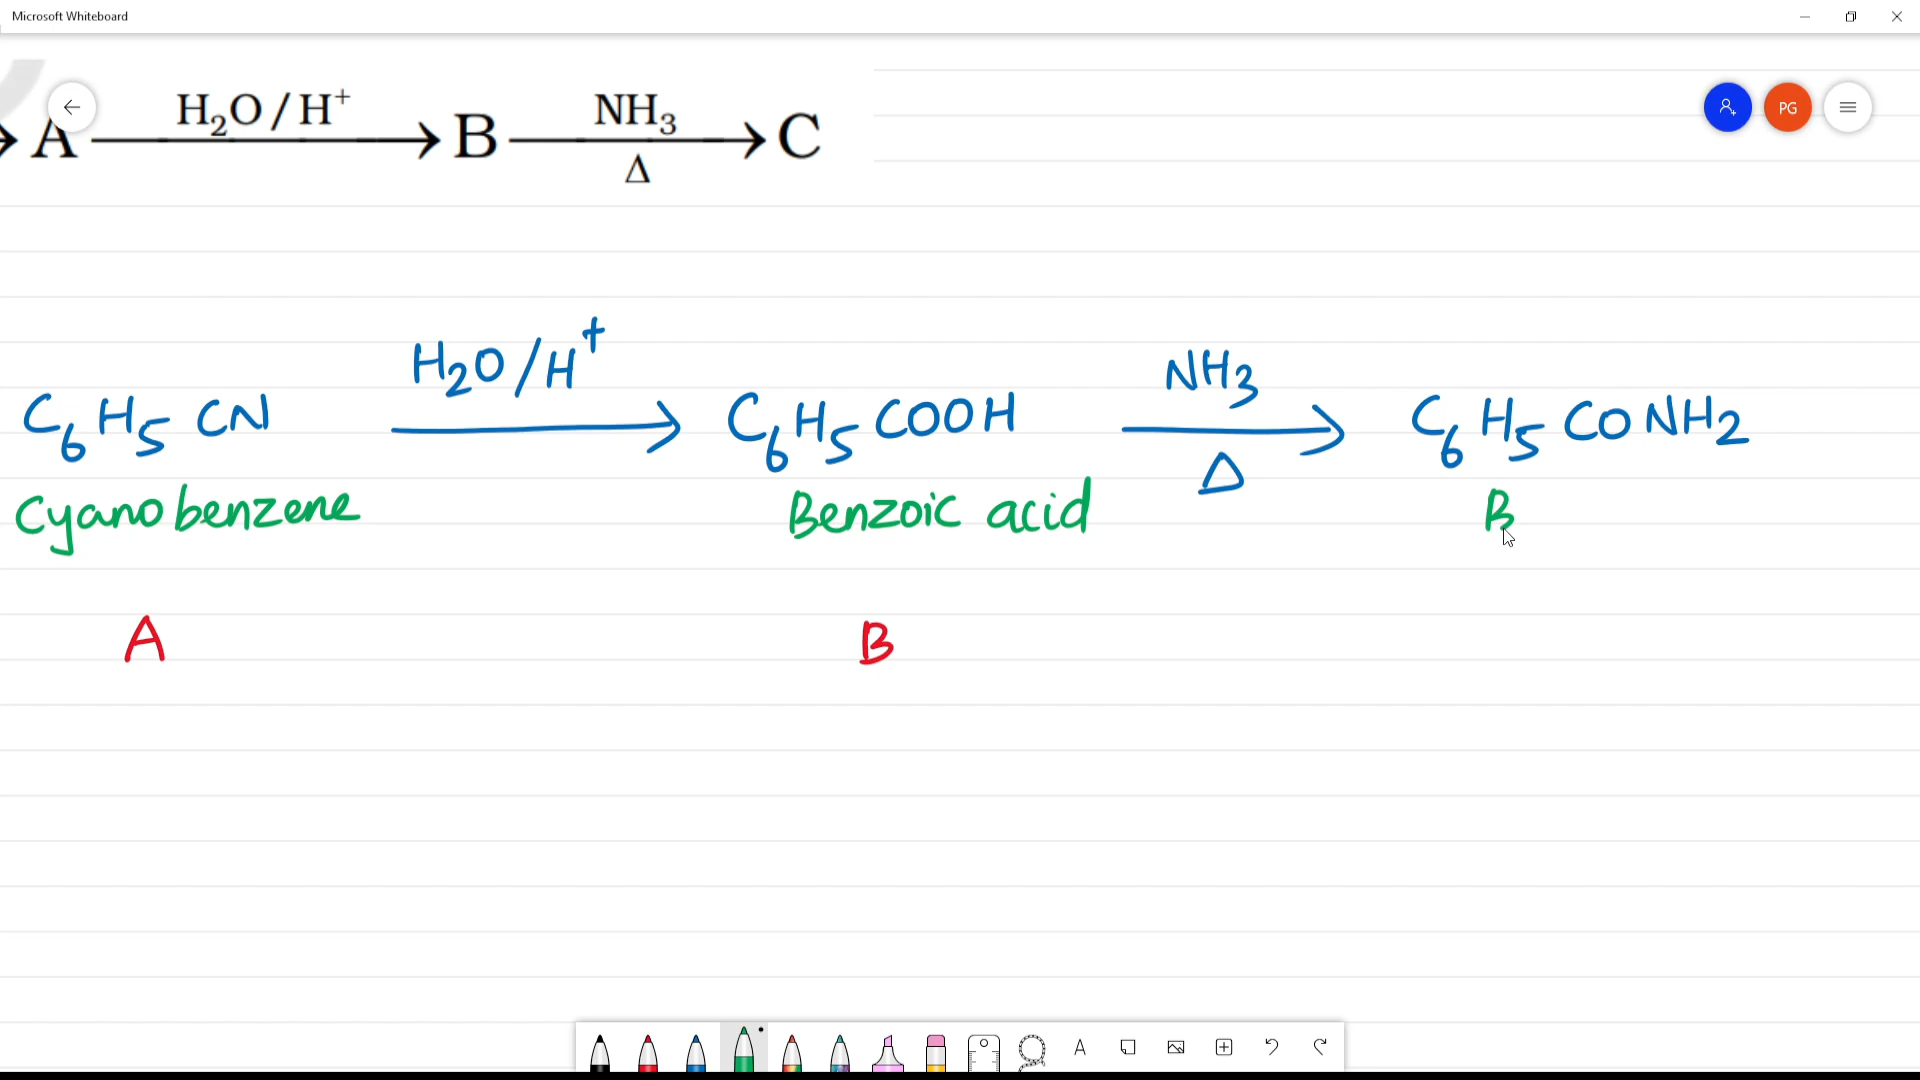 Microsoft Whiteboard
A H₂O / H⁺ → B NH₃ Δ → C
PG
C₆H₅CN H₂O/H⁺ → C₆H₅COOH NH₃ Δ → C₆H₅CONH₂
Cyanobenzene Benzoic acid B
A B
A